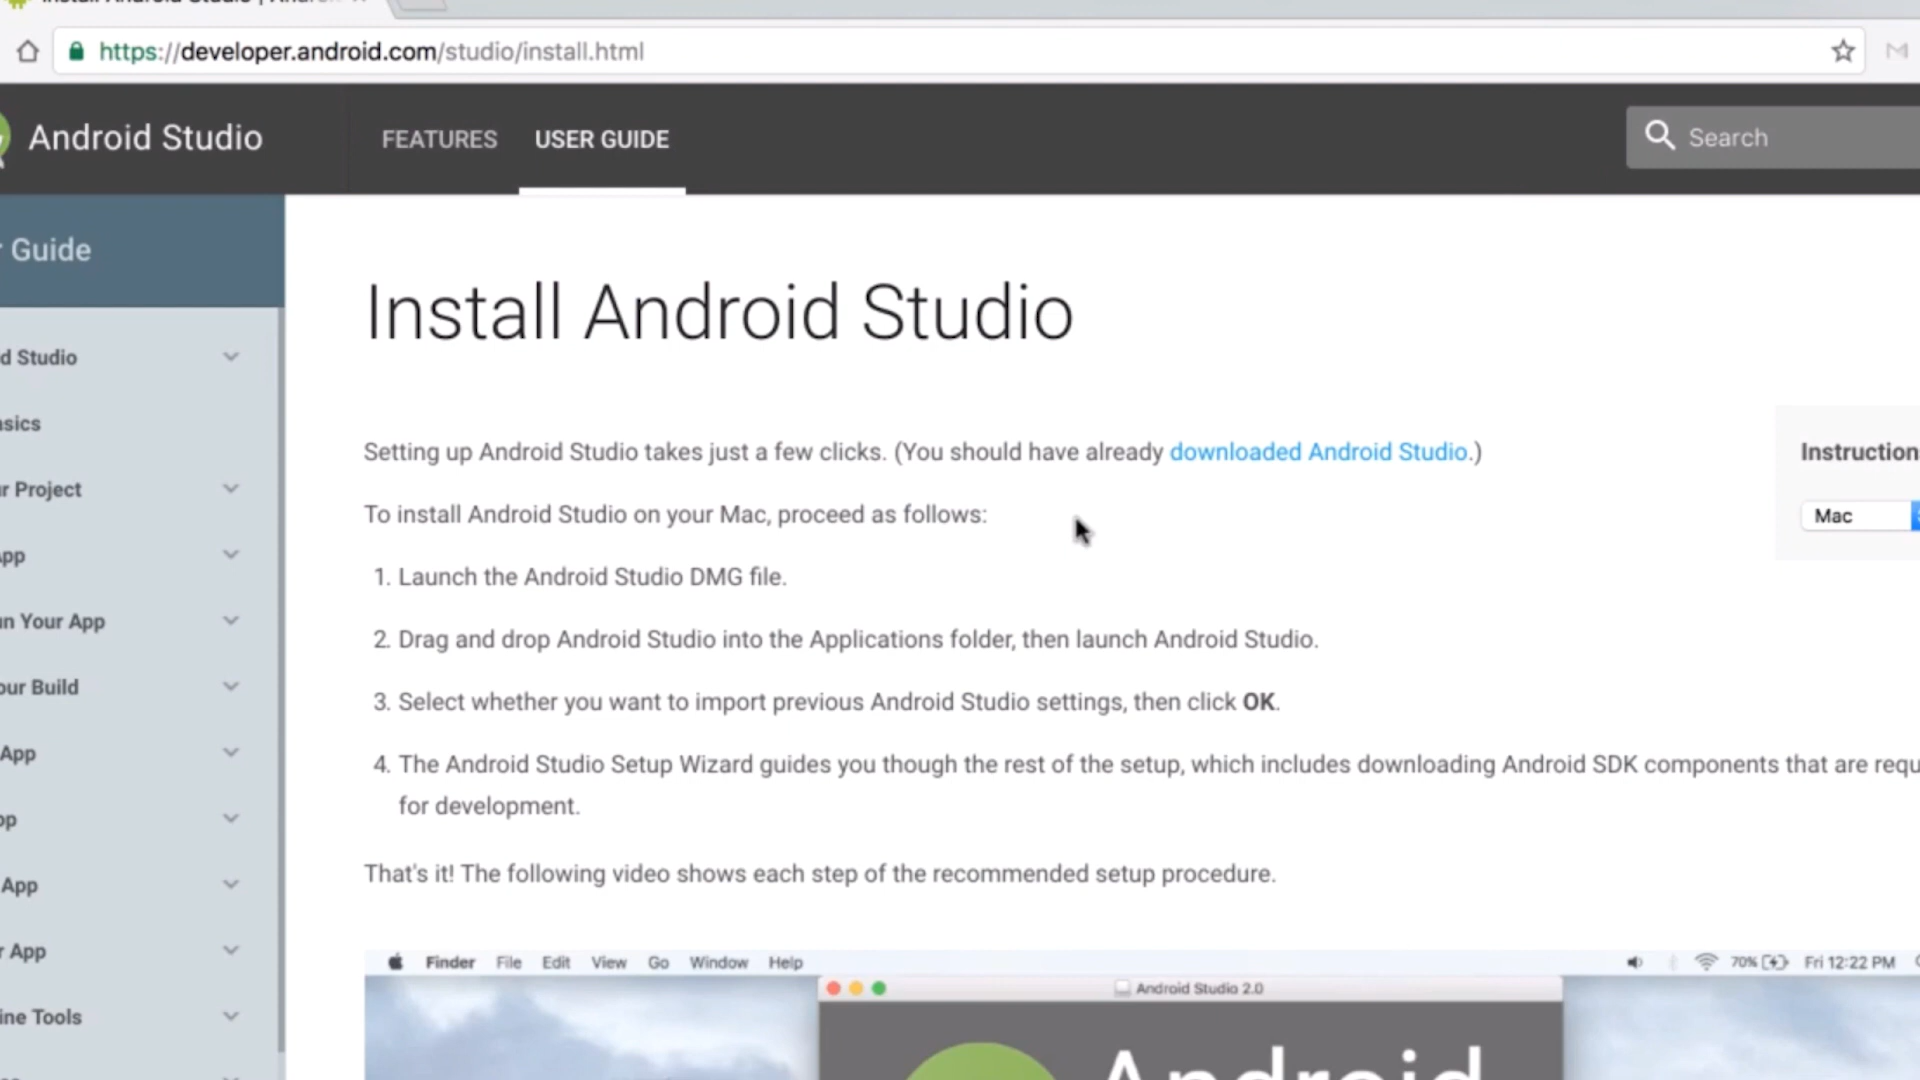 https://developer.android.com/studio/install.html
Android Studio
FEATURES
USER GUIDE
Search
Guide
Install Android Studio
Studio
Setting up Android Studio takes just a few clicks. (You should have already downloaded Android Studio.)
Instruction
To install Android Studio on your Mac, proceed as follows:
Mac
Project
1. Launch the Android Studio DMG file.
Your App
2. Drag and drop Android Studio into the Applications folder, then launch Android Studio.
Build
3. Select whether you want to import previous Android Studio settings, then click OK.
App
4. The Android Studio Setup Wizard guides you though the rest of the setup, which includes downloading Android SDK components that are requ
for development.
App
That's it! The following video shows each step of the recommended setup procedure.
App
Tools
Finder File Edit View Go Window Help
70% Fri 12:22 PM
Android Studio 2.0
Android